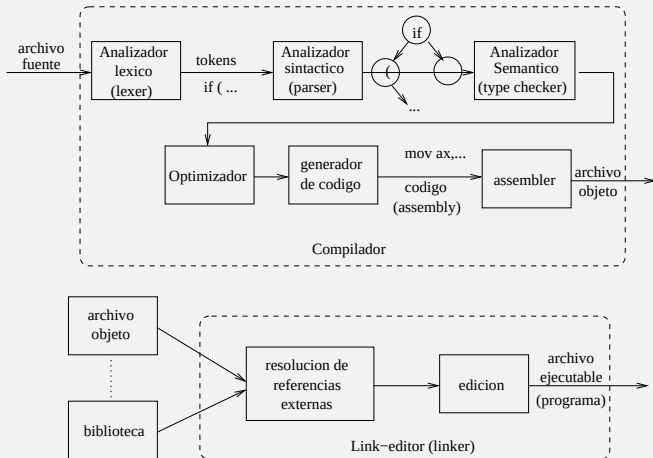 archivo
fuente
Analizador
lexico
(lexer)
tokens
if ( ...
Analizador
sintactico
(parser)
if
(
...
Analizador
Semantico
(type checker)
Optimizador
generador
de codigo
mov ax,...
codigo
(assembly)
assembler
archivo
objeto
Compilador
archivo
objeto
biblioteca
resolucion de
referencias
externas
edicion
archivo
ejecutable
(programa)
Link−editor (linker)